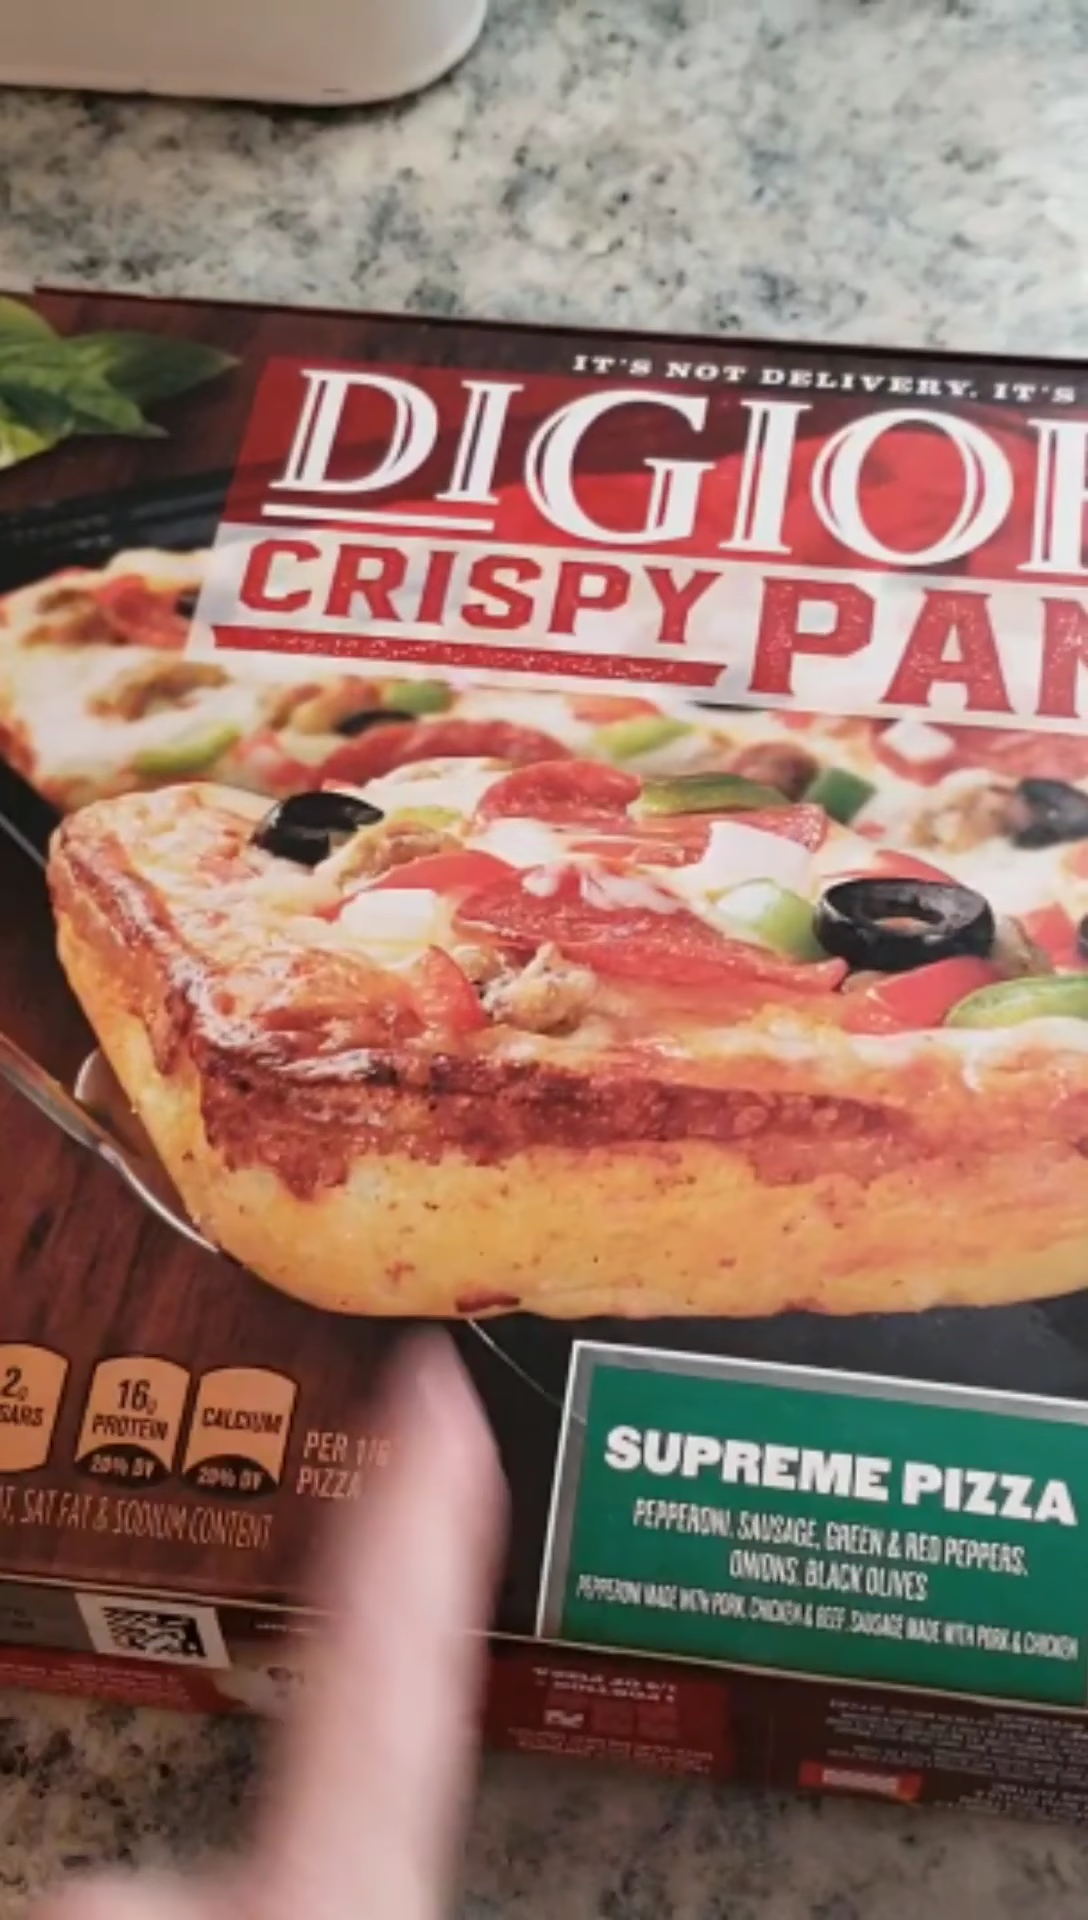 IT'S NOT DELIVERY. IT'S
DIGIO
CRISPY PAN
2g
16g
PROTEIN
20% DV
CALCIUM
20% DV
PER 1/6
PIZZA
SAT FAT & SODIUM CONTENT
SUPREME PIZZA
PEPPERONI, SAUSAGE, GREEN & RED PEPPERS,
ONIONS, BLACK OLIVES
PEPPERONI MADE WITH PORK, CHICKEN & BEEF, SAUSAGE MADE WITH PORK & CHICKEN